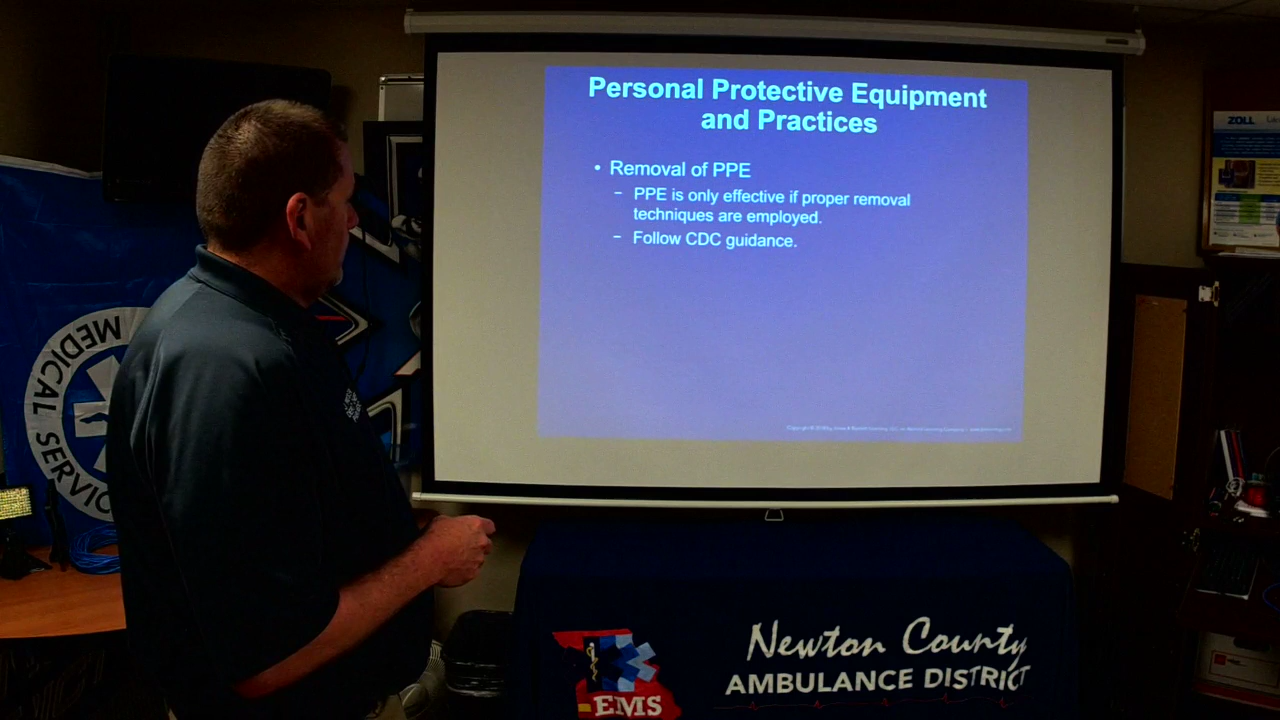 Personal Protective Equipment
and Practices
• Removal of PPE
– PPE is only effective if proper removal
techniques are employed.
– Follow CDC guidance.
MEDICAL SERVIC
ZOLL
Newton County
AMBULANCE DISTRICT
EMS